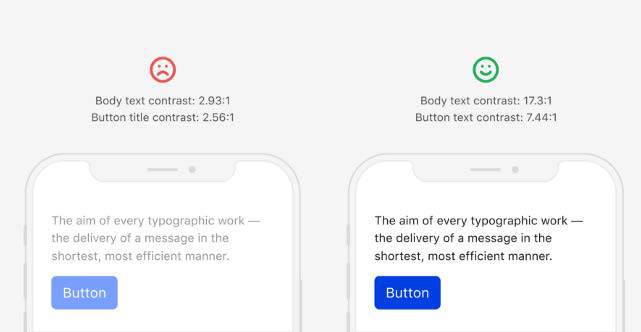 Body text contrast: 2.93:1
Button title contrast: 2.56:1
The aim of every typographic work —
the delivery of a message in the
shortest, most efficient manner.
Button
Body text contrast: 17.3:1
Button text contrast: 7.44:1
The aim of every typographic work —
the delivery of a message in the
shortest, most efficient manner.
Button